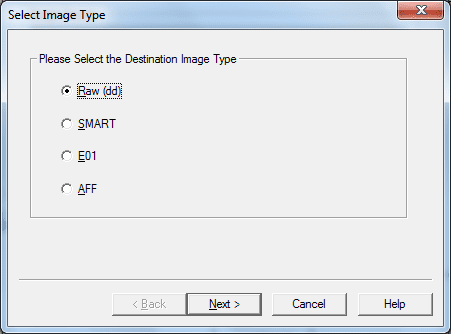 Select Image Type
Please Select the Destination Image Type
Raw (dd)
SMART
E01
AFF
< Back Next > Cancel Help